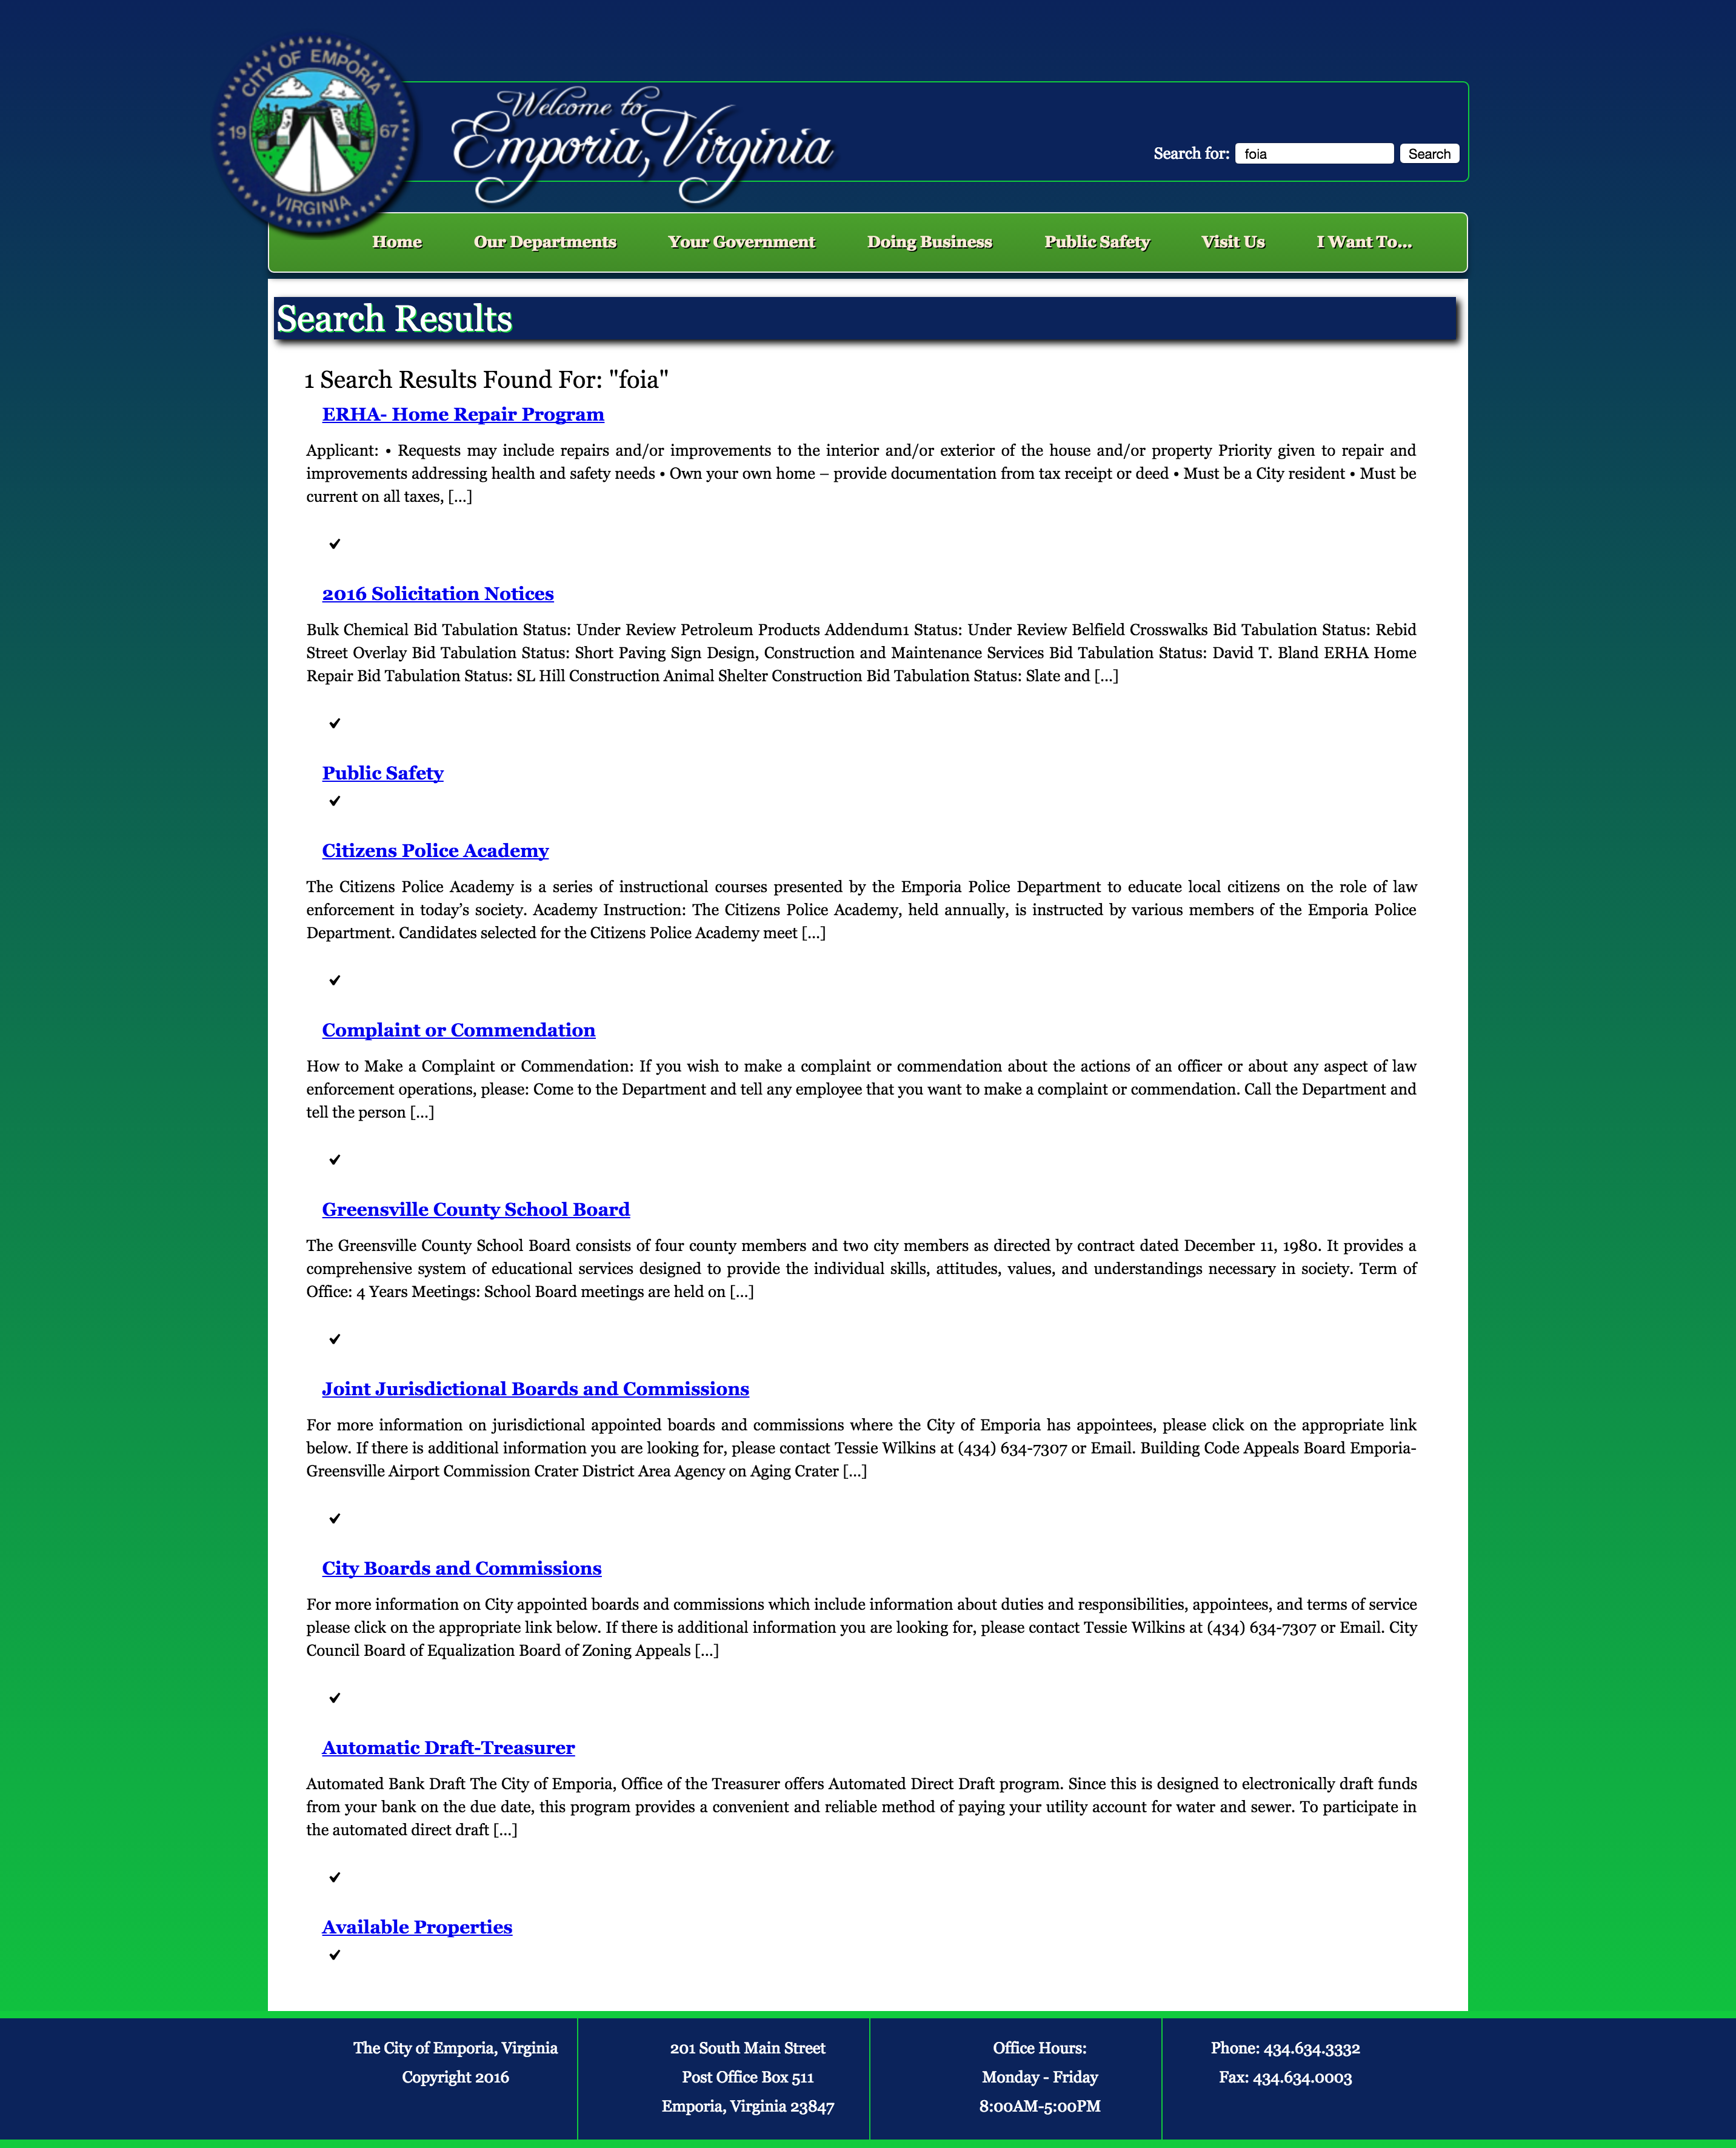 CITY OF EMPORIA
19 67
VIRGINIA
Welcome to
Emporia, Virginia
Search for: foia Search
Home Our Departments Your Government Doing Business Public Safety Visit Us I Want To...
Search Results
1 Search Results Found For: "foia"
ERHA- Home Repair Program
Applicant: • Requests may include repairs and/or improvements to the interior and/or exterior of the house and/or property Priority given to repair and
improvements addressing health and safety needs • Own your own home – provide documentation from tax receipt or deed • Must be a City resident • Must be
current on all taxes, [...]
✓
2016 Solicitation Notices
Bulk Chemical Bid Tabulation Status: Under Review Petroleum Products Addendum1 Status: Under Review Belfield Crosswalks Bid Tabulation Status: Rebid
Street Overlay Bid Tabulation Status: Short Paving Sign Design, Construction and Maintenance Services Bid Tabulation Status: David T. Bland ERHA Home
Repair Bid Tabulation Status: SL Hill Construction Animal Shelter Construction Bid Tabulation Status: Slate and [...]
✓
Public Safety
✓
Citizens Police Academy
The Citizens Police Academy is a series of instructional courses presented by the Emporia Police Department to educate local citizens on the role of law
enforcement in today's society. Academy Instruction: The Citizens Police Academy, held annually, is instructed by various members of the Emporia Police
Department. Candidates selected for the Citizens Police Academy meet [...]
✓
Complaint or Commendation
How to Make a Complaint or Commendation: If you wish to make a complaint or commendation about the actions of an officer or about any aspect of law
enforcement operations, please: Come to the Department and tell any employee that you want to make a complaint or commendation. Call the Department and
tell the person [...]
✓
Greensville County School Board
The Greensville County School Board consists of four county members and two city members as directed by contract dated December 11, 1980. It provides a
comprehensive system of educational services designed to provide the individual skills, attitudes, values, and understandings necessary in society. Term of
Office: 4 Years Meetings: School Board meetings are held on [...]
✓
Joint Jurisdictional Boards and Commissions
For more information on jurisdictional appointed boards and commissions where the City of Emporia has appointees, please click on the appropriate link
below. If there is additional information you are looking for, please contact Tessie Wilkins at (434) 634-7307 or Email. Building Code Appeals Board Emporia-
Greensville Airport Commission Crater District Area Agency on Aging Crater [...]
✓
City Boards and Commissions
For more information on City appointed boards and commissions which include information about duties and responsibilities, appointees, and terms of service
please click on the appropriate link below. If there is additional information you are looking for, please contact Tessie Wilkins at (434) 634-7307 or Email. City
Council Board of Equalization Board of Zoning Appeals [...]
✓
Automatic Draft-Treasurer
Automated Bank Draft The City of Emporia, Office of the Treasurer offers Automated Direct Draft program. Since this is designed to electronically draft funds
from your bank on the due date, this program provides a convenient and reliable method of paying your utility account for water and sewer. To participate in
the automated direct draft [...]
✓
Available Properties
✓
The City of Emporia, Virginia
Copyright 2016
201 South Main Street
Post Office Box 511
Emporia, Virginia 23847
Office Hours:
Monday - Friday
8:00AM-5:00PM
Phone: 434.634.3332
Fax: 434.634.0003